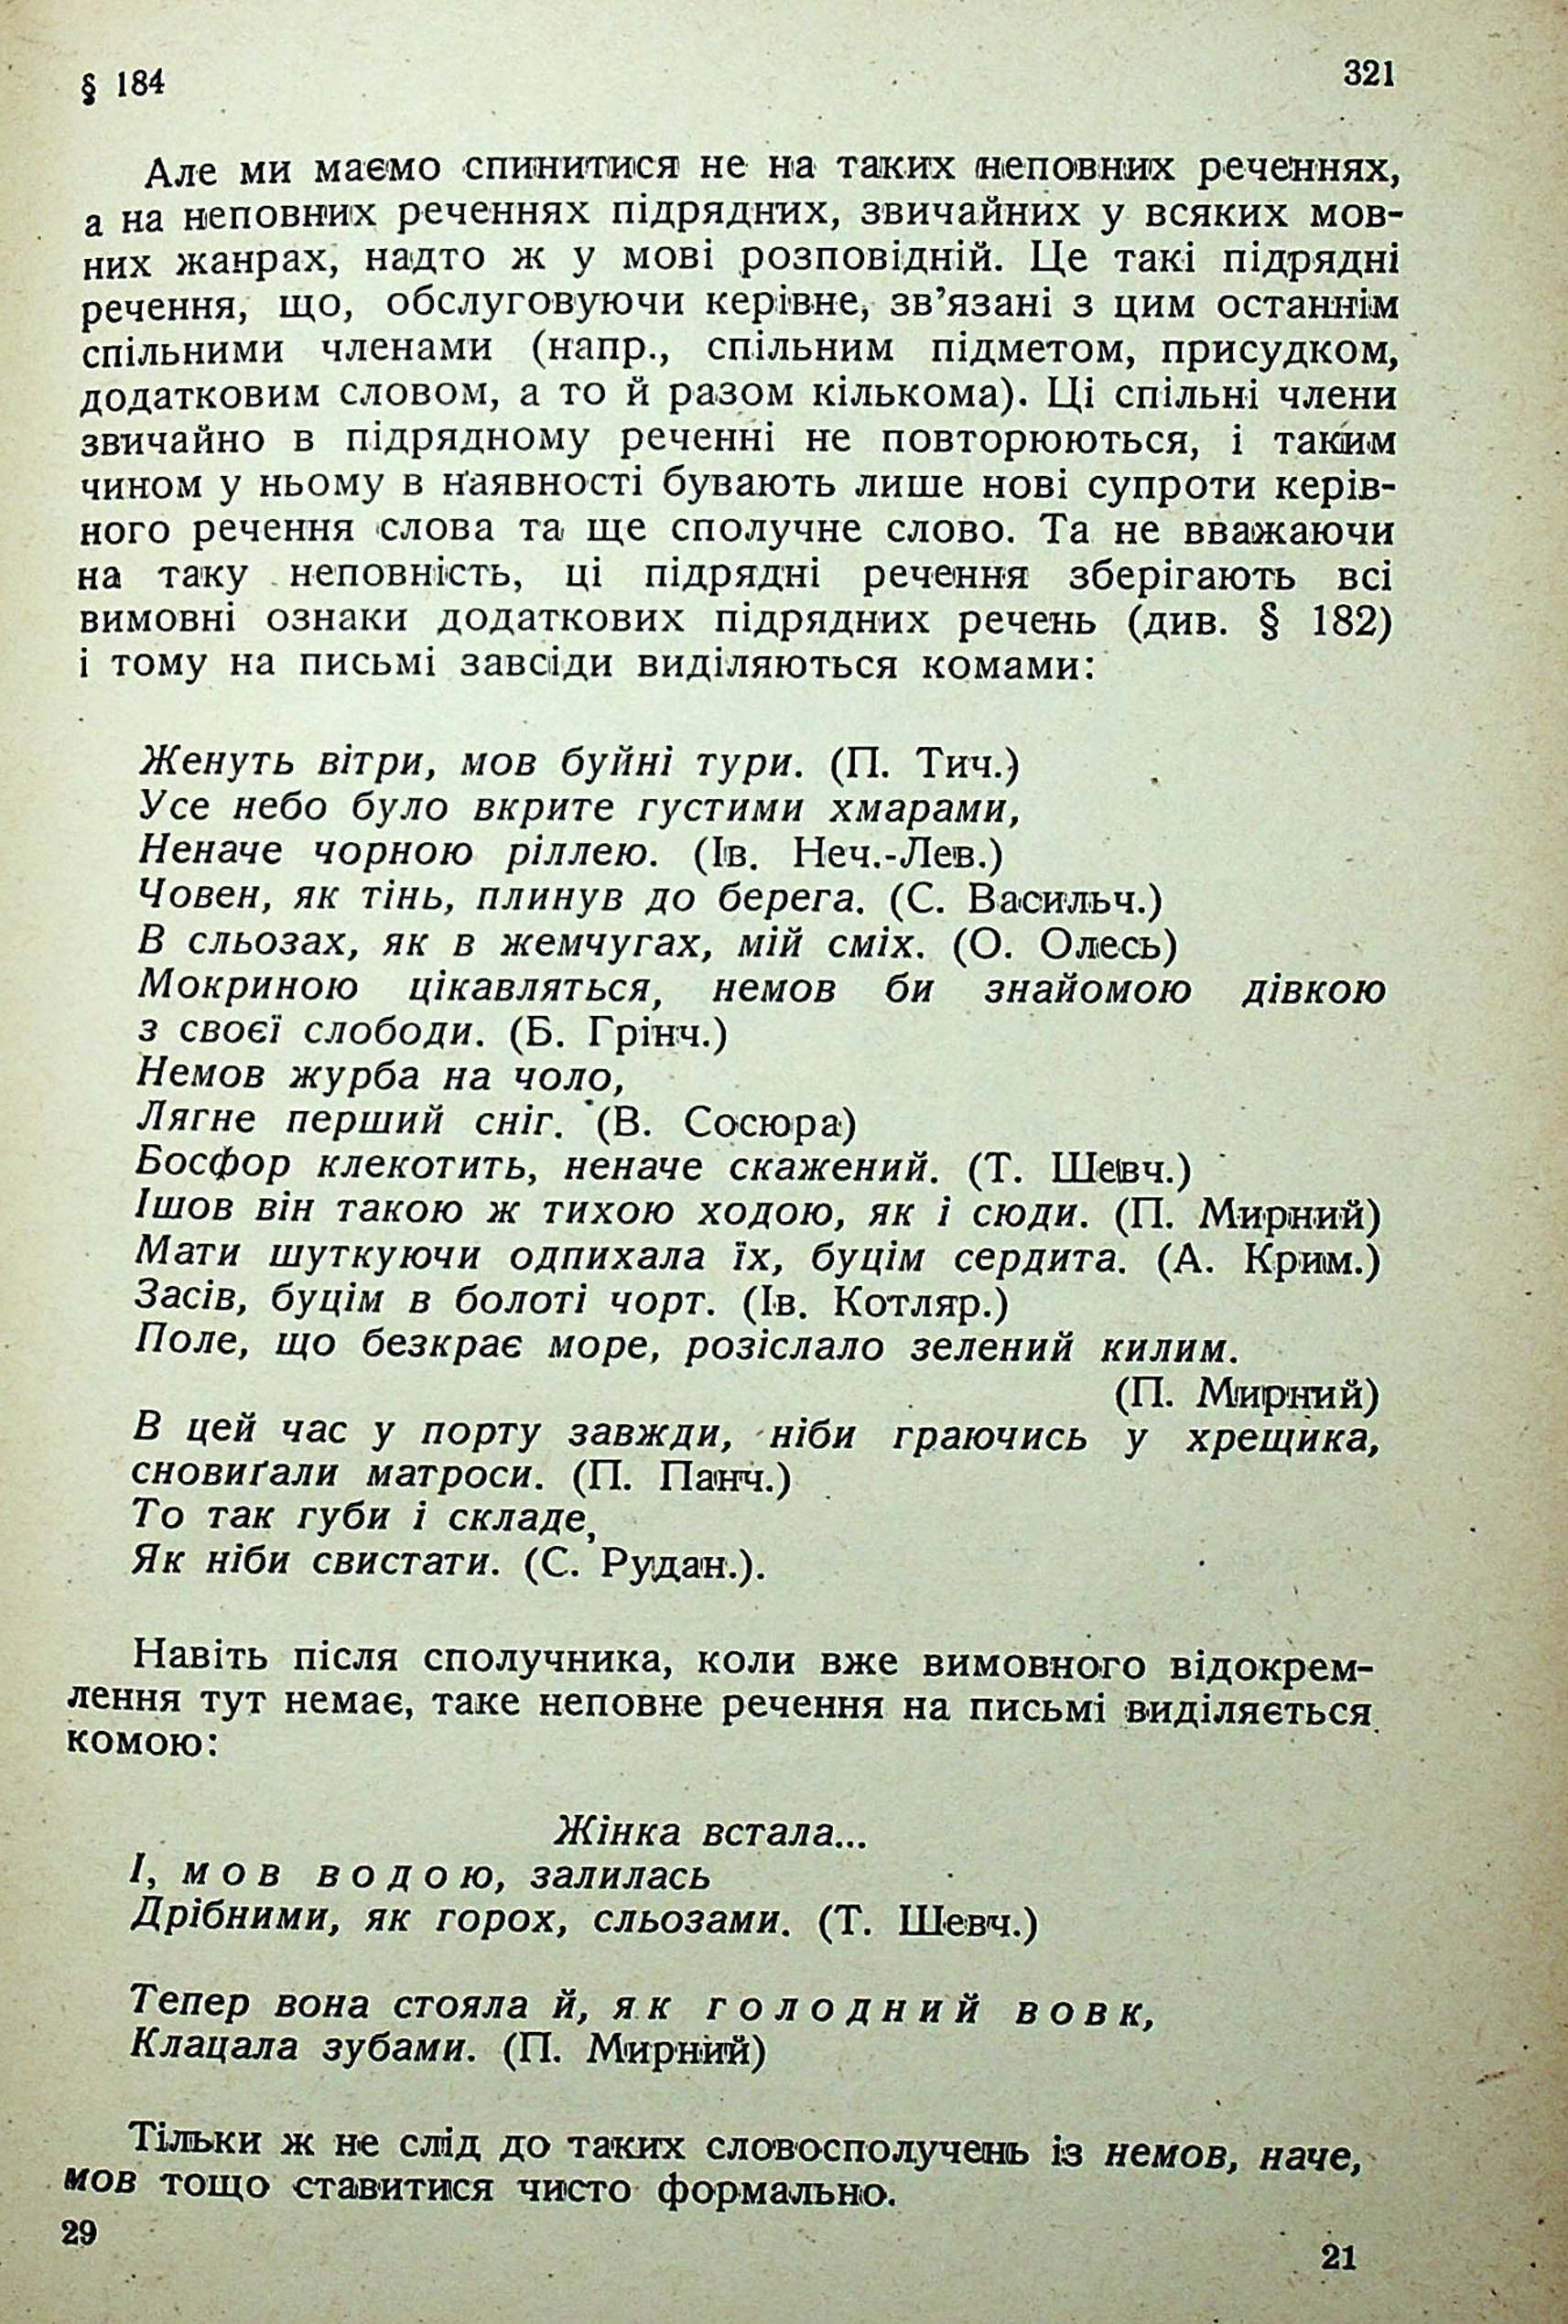 § 184
321
Але ми маємо спинитися не на таких неповних реченнях,
а на неповних реченнях підрядних, звичайних у всяких мов-
них жанрах, надто ж у мові розповідній. Це такі підрядні
речення, що, обслуговуючи керівне, зв’язані з цим останнім
спільними членами (напр., спільним підметом, присудком,
додатковим словом, а то й разом кількома). Ці спільні члени
звичайно в підрядному реченні не повторюються, і таким
чином у ньому в наявності бувають лише нові супроти керів-
ного речення слова та ще сполучне слово. Та не вважаючи
на таку неповність, ці підрядні речення зберігають всі
вимовні ознаки додаткових підрядних речень (див. § 182)
і тому на письмі завсіди виділяються комами:
Женуть вітри, мов буйні тури. (П. Тич.)
Усе небо було вкрите густими хмарами,
Неначе чорною ріллею. (Ів. Неч.-Лев.)
Човен, як тінь, плинув до берега. (С. Васильч.)
В сльозах, як в жемчугах, мій сміх. (О. Олесь)
Мокриною цікавляться, немов би знайомою дівкою
з своєї слободи. (Б. Грінч.)
Немов журба на чоло,
Лягне перший сніг. (В. Сосюра)
Босфор клекотить, неначе скажений. (Т. Шевч.)
Ішов він такою ж тихою ходою, як і сюди. (П. Мирний)
Мати шуткуючи одпихала їх, буцім сердита. (А. Крим.)
Засів, буцім в болоті чорт. (Ів. Котляр.)
Поле, що безкрає море, розіслало зелений килим.
(П. Мирний)
В цей час у порту завжди, ніби граючись у хрещика,
сновиґали матроси. (П. Панч.)
То так губи і складе,
Як ніби свистати. (С. Рудан.).
Навіть після сполучника, коли вже вимовного відокрем-
лення тут немає, таке неповне речення на письмі виділяється
комою:
Жінка встала...
І, мов водою, залилась
Дрібними, як горох, сльозами. (Т. Шевч.)
Тепер вона стояла й, як голодний вовк,
Клацала зубами. (П. Мирний)
Тільки ж не слід до таких словосполучень із немов, наче,
мов тощо ставитися чисто формально.
29
21